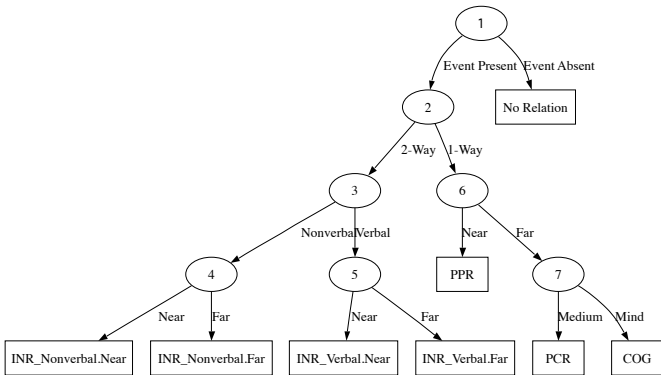 1
Event Present
Event Absent
2
No Relation
2-Way
1-Way
3
6
Nonverbal
Verbal
Near
Far
4
5
PPR
7
Near
Far
Near
Far
Medium
Mind
INR_Nonverbal.Near
INR_Nonverbal.Far
INR_Verbal.Near
INR_Verbal.Far
PCR
COG